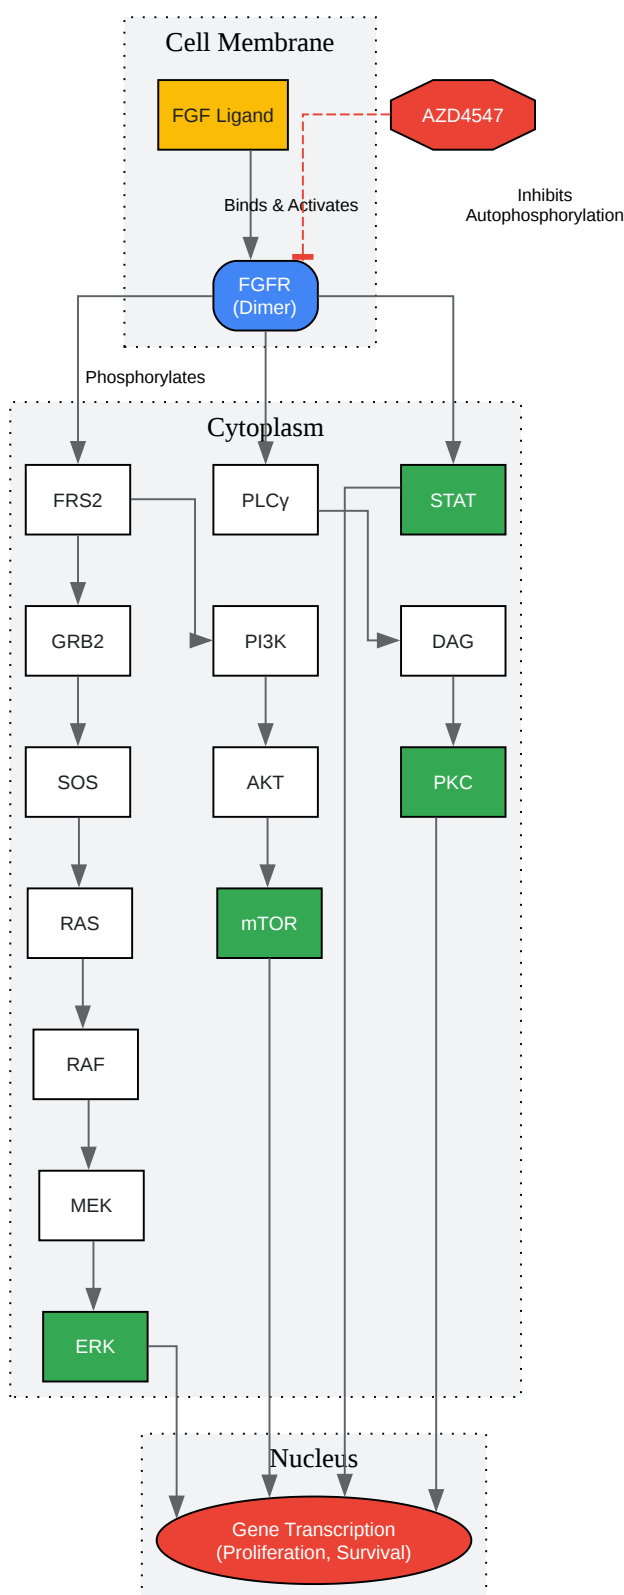 Cell Membrane
FGF Ligand
AZD4547
Binds & Activates
Inhibits
Autophosphorylation
FGFR
(Dimer)
Phosphorylates
Cytoplasm
FRS2
PLCγ
STAT
GRB2
PI3K
DAG
SOS
AKT
PKC
RAS
mTOR
RAF
MEK
ERK
Nucleus
Gene Transcription
(Proliferation, Survival)